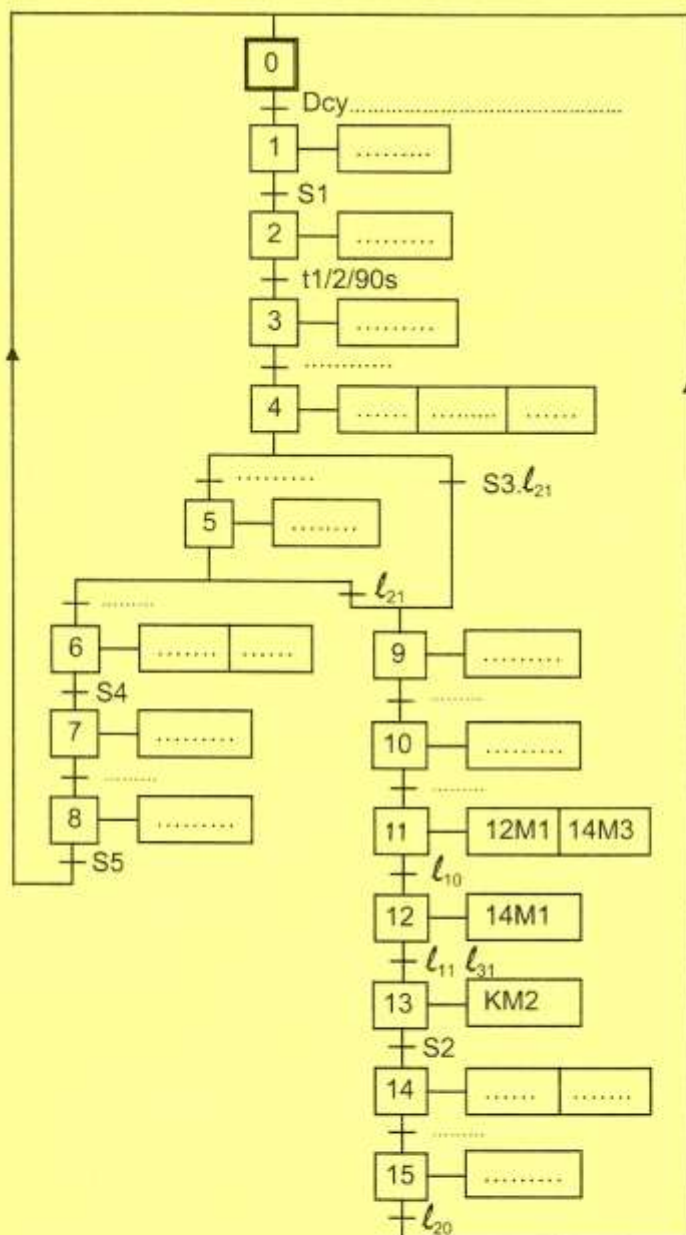 0
Dcy........................................
1 .........
S1
2 .........
t1/2/90s
3 .........
............
4 ...... ......... ......
......... S3.ℓ21
5 ........
......... ℓ21
6 ....... ...... 9 .........
S4 .........
7 ......... 10 .........
......... .........
8 ......... 11 12M1 14M3
S5 ℓ10
12 14M1
ℓ11 ℓ31
13 KM2
S2
14 ...... .......
.........
15 .........
ℓ20